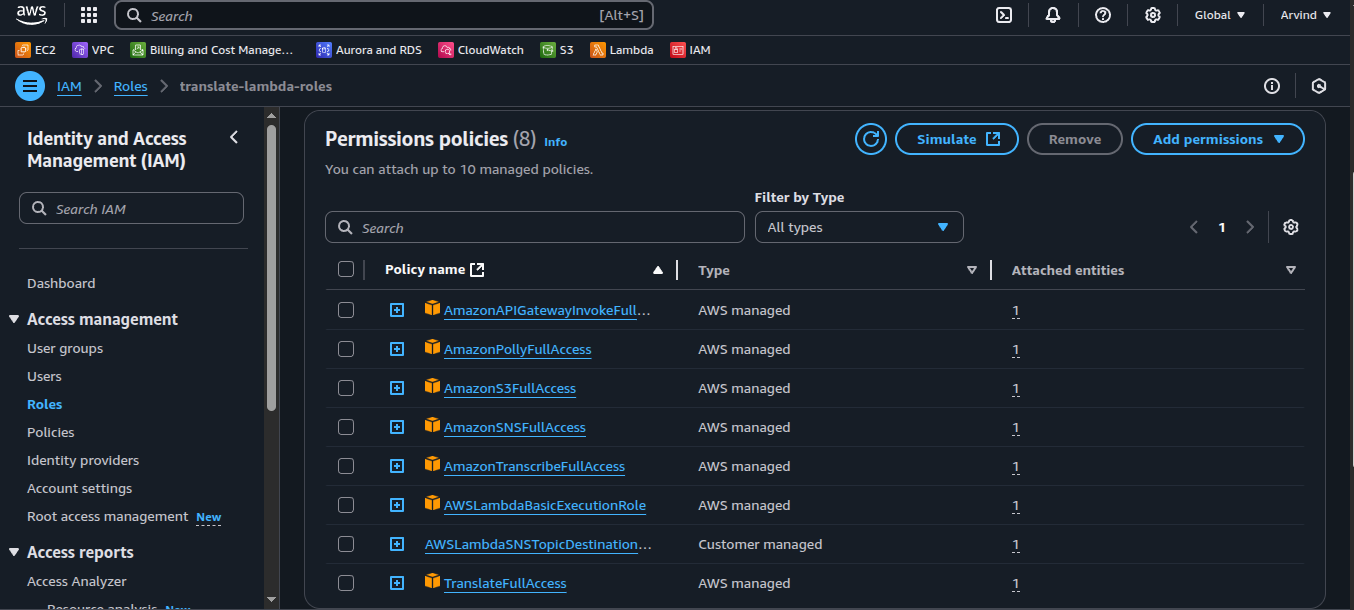 aws
Search [Alt+S] Global Arvind
EC2 VPC Billing and Cost Manage... Aurora and RDS CloudWatch S3 Lambda IAM
IAM Roles translate-lambda-roles
Identity and Access
Management (IAM)
Search IAM
Dashboard
Access management
User groups
Users
Roles
Policies
Identity providers
Account settings
Root access management New
Access reports
Access Analyzer
Resource analysis New
Permissions policies (8) Info
Simulate
Remove
Add permissions
You can attach up to 10 managed policies.
Filter by Type
Search
All types
1
Policy name Type Attached entities
AmazonAPIGatewayInvokeFull... AWS managed 1
AmazonPollyFullAccess AWS managed 1
AmazonS3FullAccess AWS managed 1
AmazonSNSFullAccess AWS managed 1
AmazonTranscribeFullAccess AWS managed 1
AWSLambdaBasicExecutionRole AWS managed 1
AWSLambdaSNSTopicDestination... Customer managed 1
TranslateFullAccess AWS managed 1